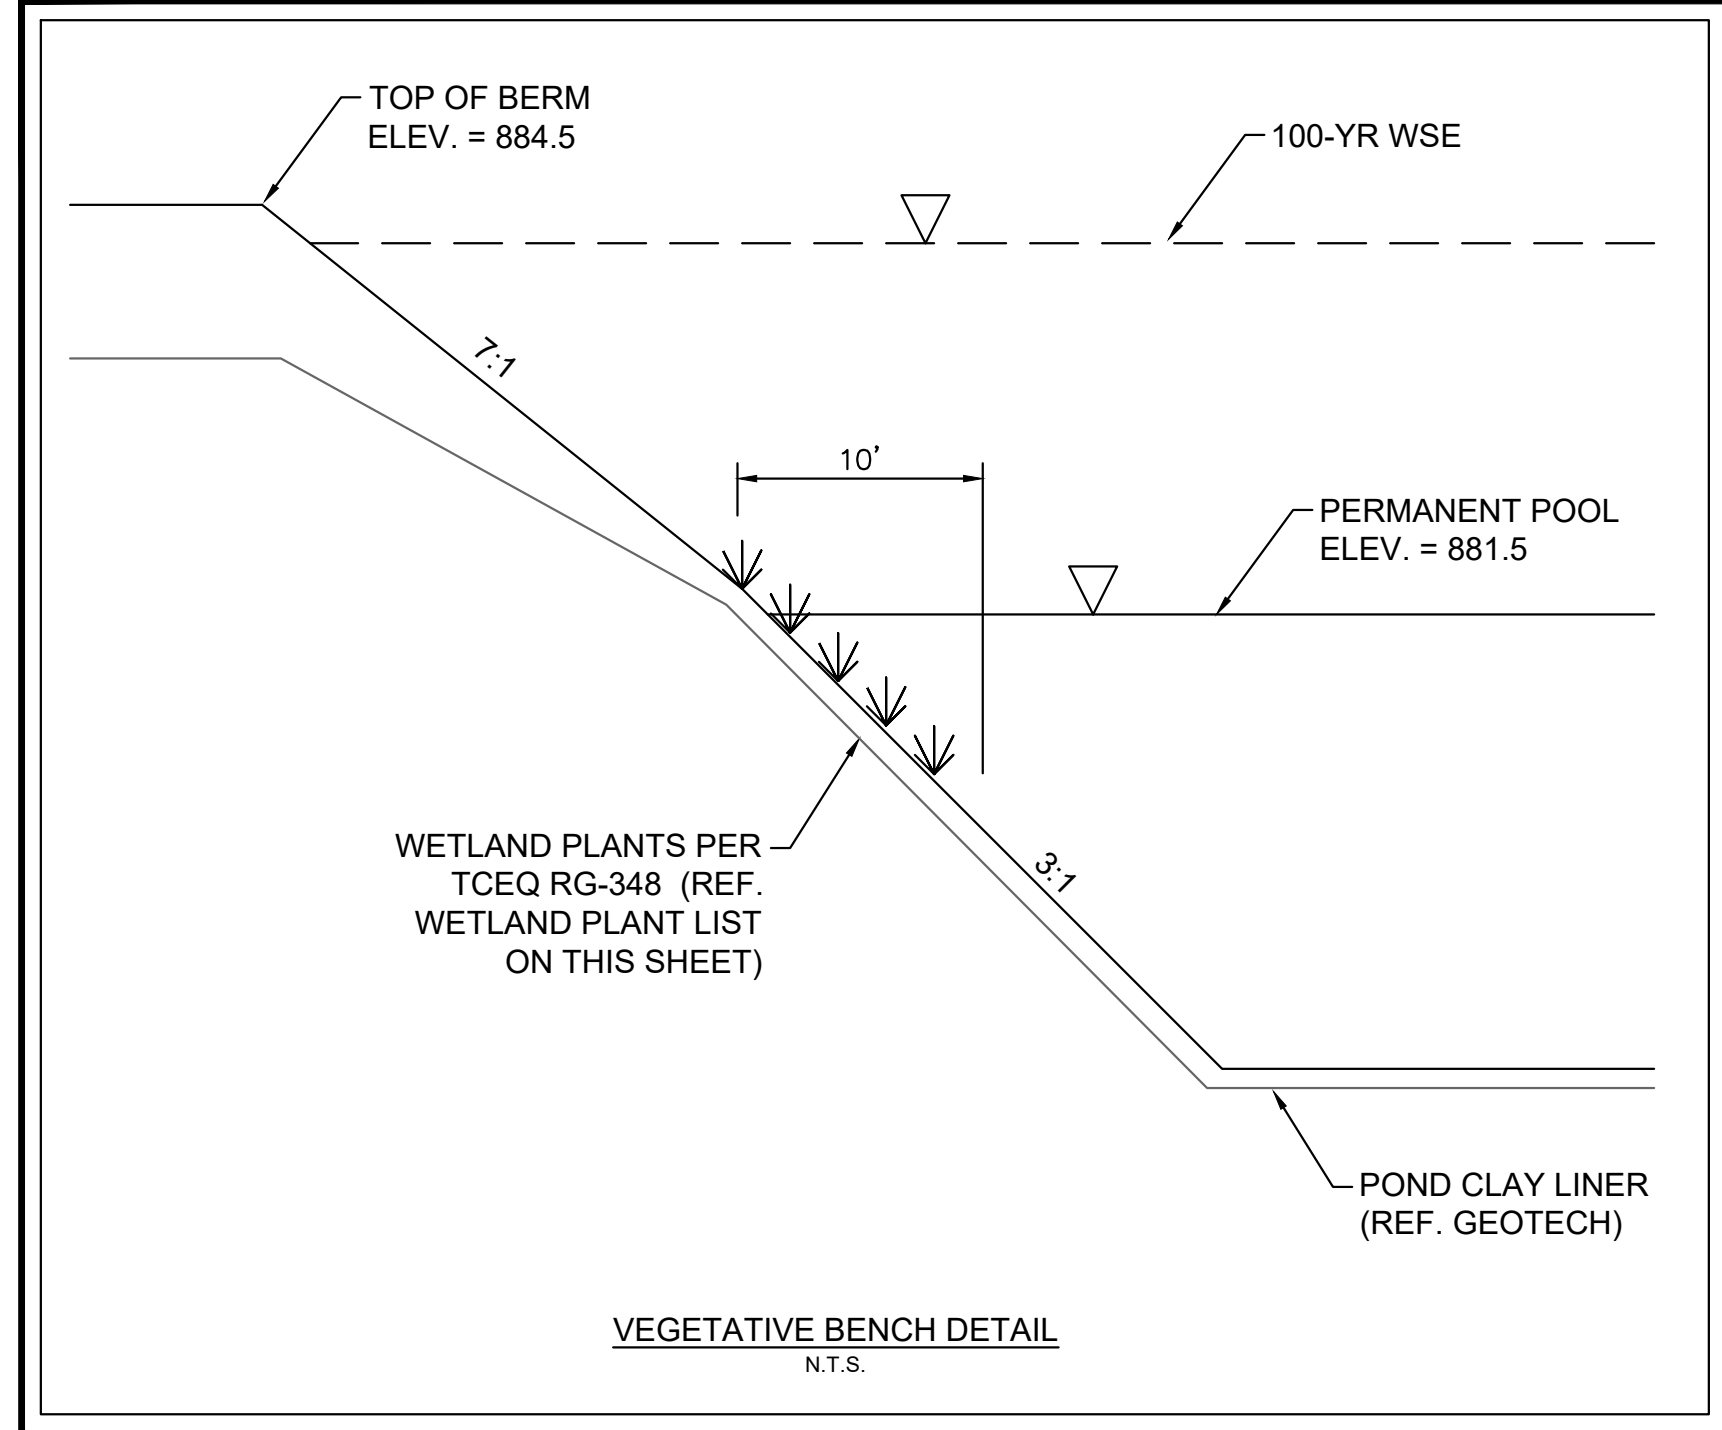 TOP OF BERM
ELEV. = 884.5
100-YR WSE
7:1
10'
PERMANENT POOL
ELEV. = 881.5
WETLAND PLANTS PER
TCEQ RG-348 (REF.
WETLAND PLANT LIST
ON THIS SHEET)
3:1
POND CLAY LINER
(REF. GEOTECH)
VEGETATIVE BENCH DETAIL
N.T.S.